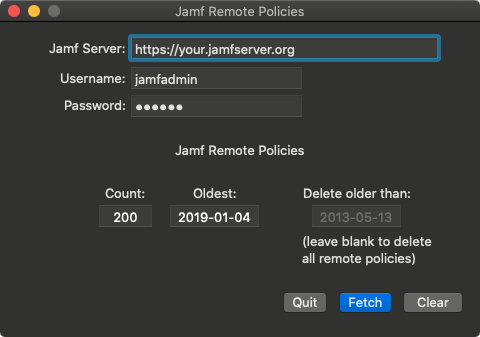 Jamf Remote Policies
Jamf Server: https://your.jamfserver.org
Username: jamfadmin
Password: ●●●●●●
Jamf Remote Policies
Count: Oldest: Delete older than:
200 2019-01-04 2013-05-13
(leave blank to delete
all remote policies)
Quit Fetch Clear